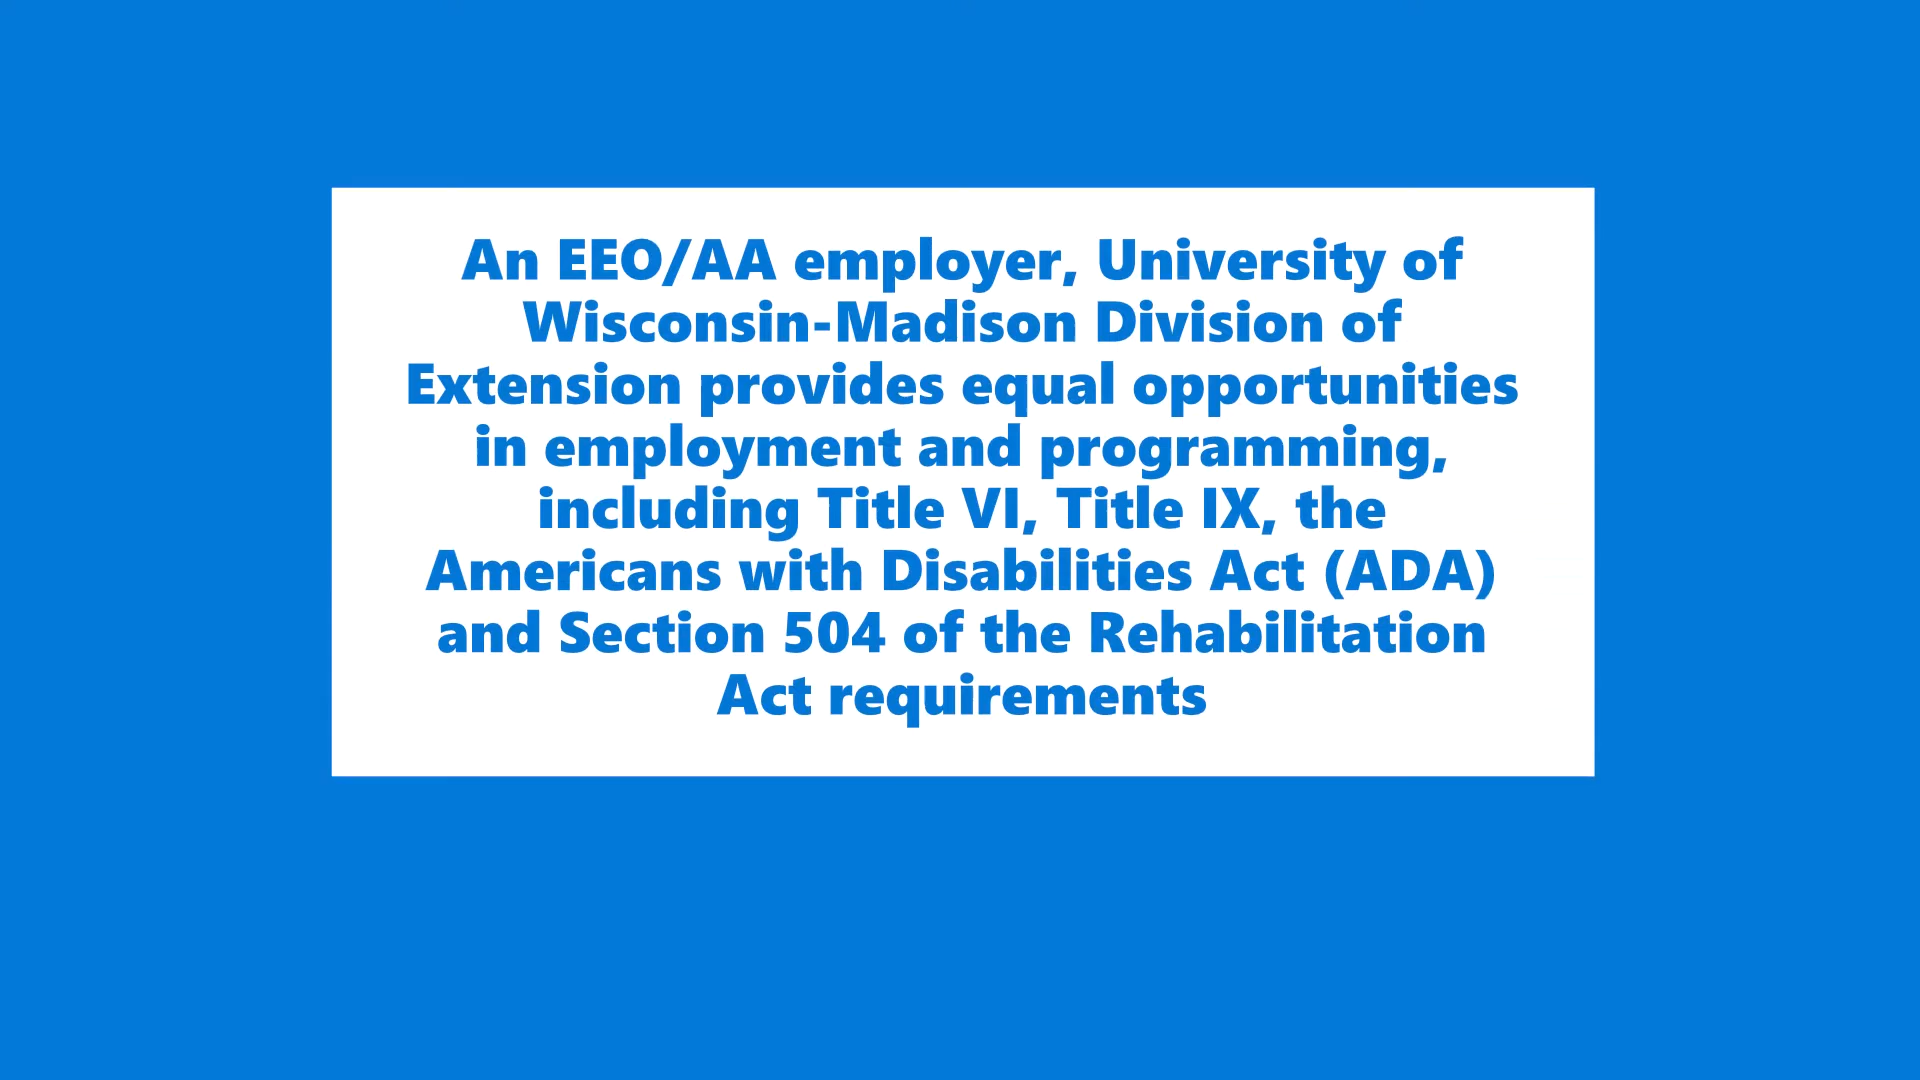 An EEO/AA employer, University of
Wisconsin-Madison Division of
Extension provides equal opportunities
in employment and programming,
including Title VI, Title IX, the
Americans with Disabilities Act (ADA)
and Section 504 of the Rehabilitation
Act requirements